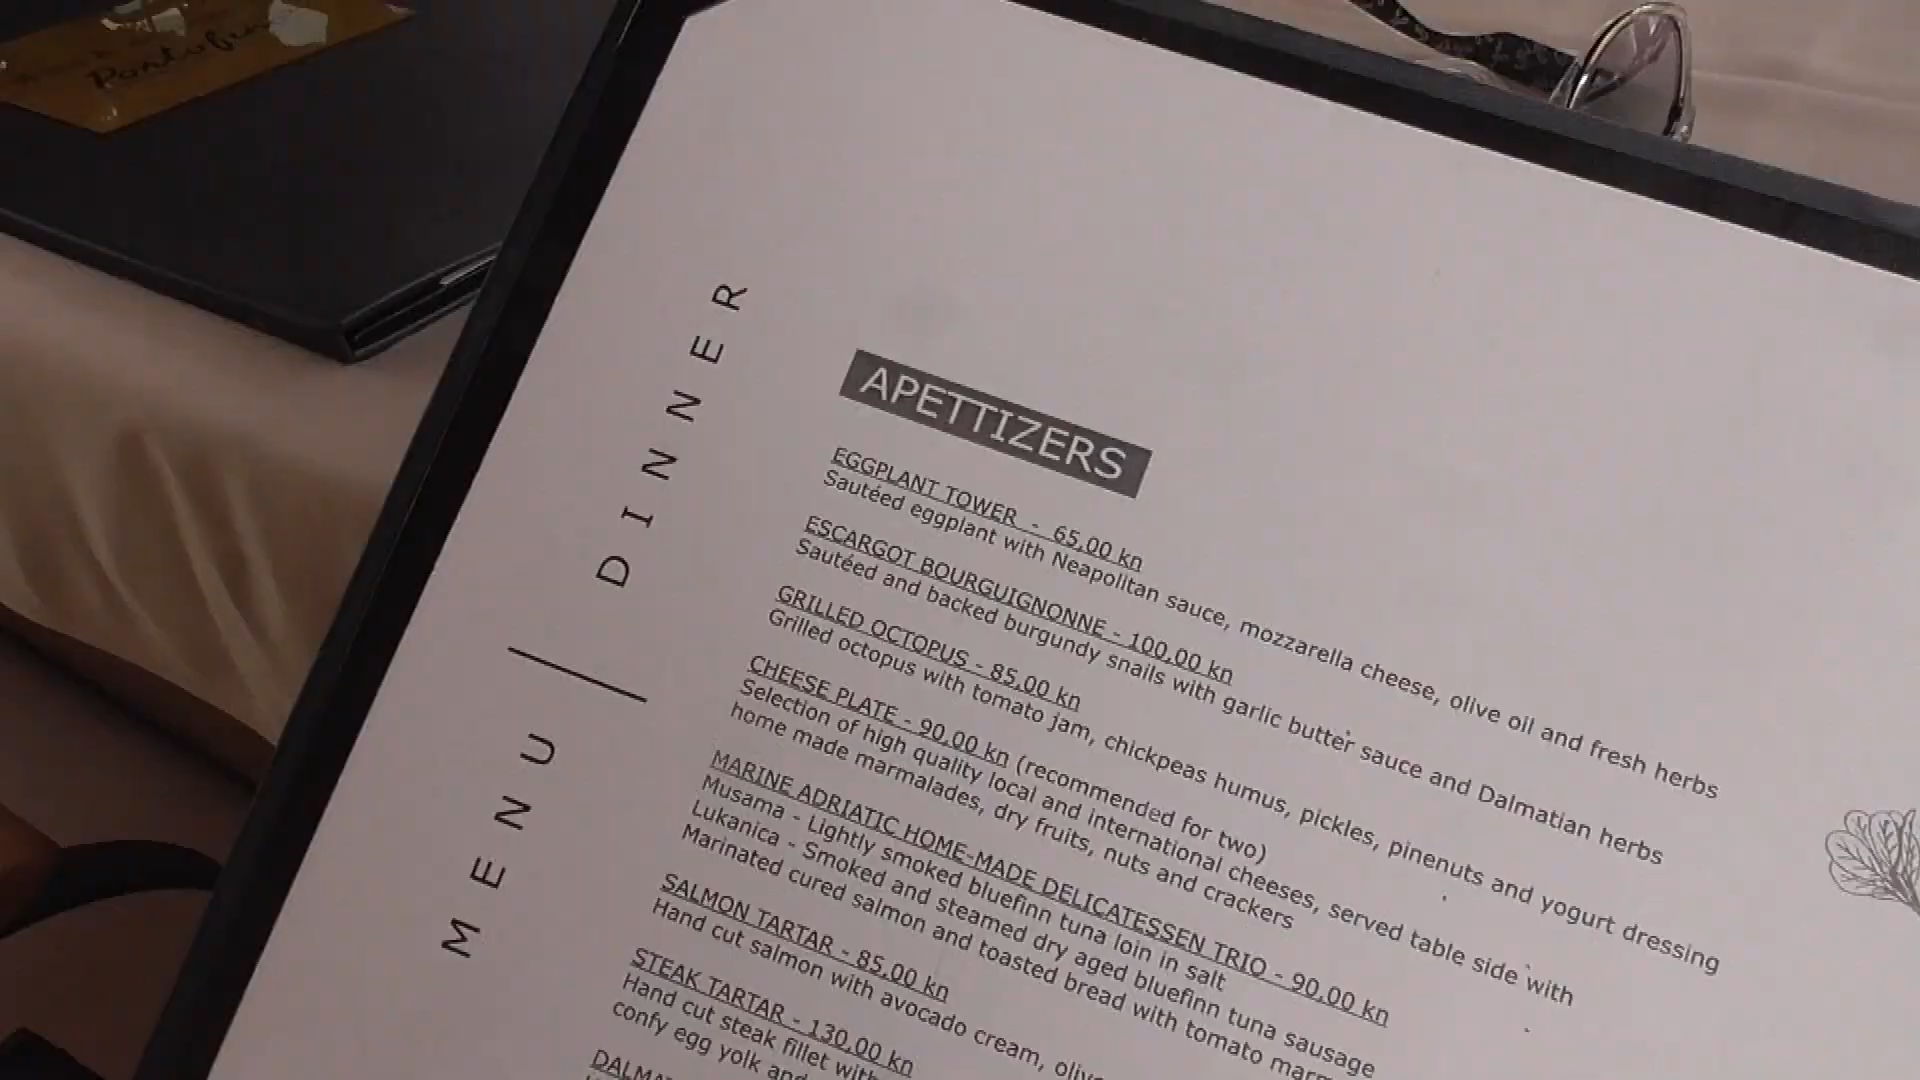 Portofino
MENU | DINNER
APETTIZERS
EGGPLANT TOWER - 65,00 kn
Sautéed eggplant with Neapolitan sauce, mozzarella cheese, olive oil and fresh herbs
ESCARGOT BOURGUIGNONNE - 100,00 kn
Sautéed and backed burgundy snails with garlic butter sauce and Dalmatian herbs
GRILLED OCTOPUS - 85,00 kn
Grilled octopus with tomato jam, chickpeas humus, pickles, pinenuts and yogurt dressing
CHEESE PLATE - 90,00 kn (recommended for two)
Selection of high quality local and international cheeses, served table side with
home made marmalades, dry fruits, nuts and crackers
MARINE ADRIATIC HOME-MADE DELICATESSEN TRIO - 90,00 kn
Musama - Lightly smoked bluefinn tuna loin in salt
Lukanica - Smoked and steamed dry aged bluefinn tuna sausage
Marinated cured salmon and toasted bread with tomato
SALMON TARTAR - 85,00 kn
Hand cut salmon with avocado cream,
STEAK TARTAR - 130,00 kn
Hand cut steak fillet with
confy egg yolk and